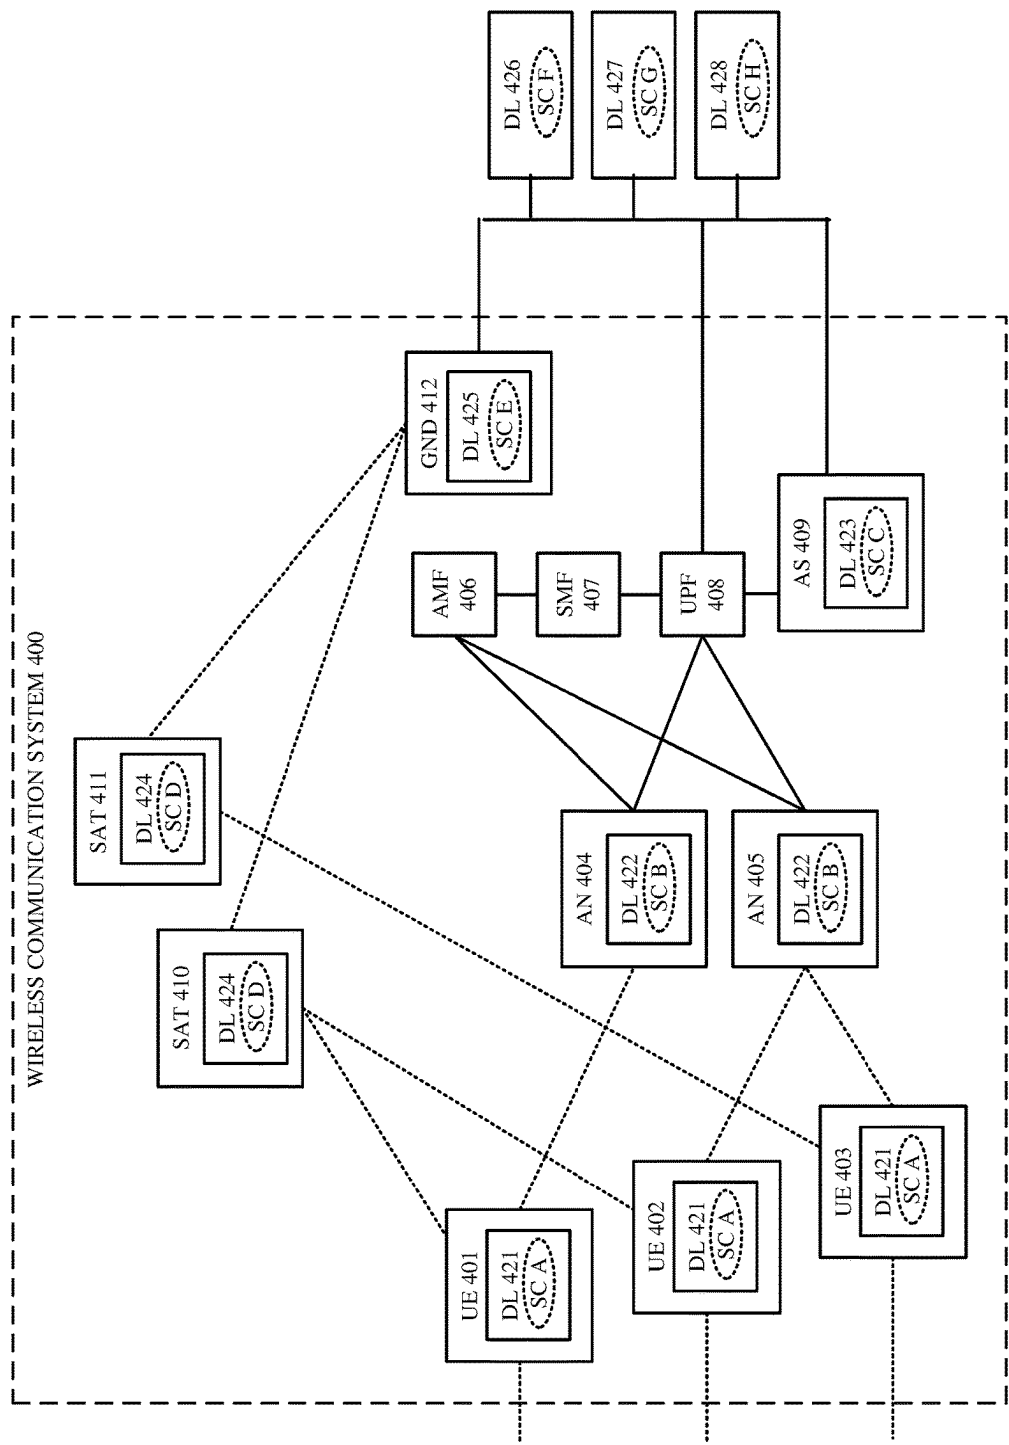 WIRELESS COMMUNICATION SYSTEM 400
SAT 410
DL 424
SC D
SAT 411
DL 424
SC D
GND 412
DL 425
SC E
UE 401
DL 421
SC A
UE 402
DL 421
SC A
UE 403
DL 421
SC A
AN 404
DL 422
SC B
AN 405
DL 422
SC B
AMF
406
SMF
407
UPF
408
AS 409
DL 423
SC C
DL 426
SC F
DL 427
SC G
DL 428
SC H